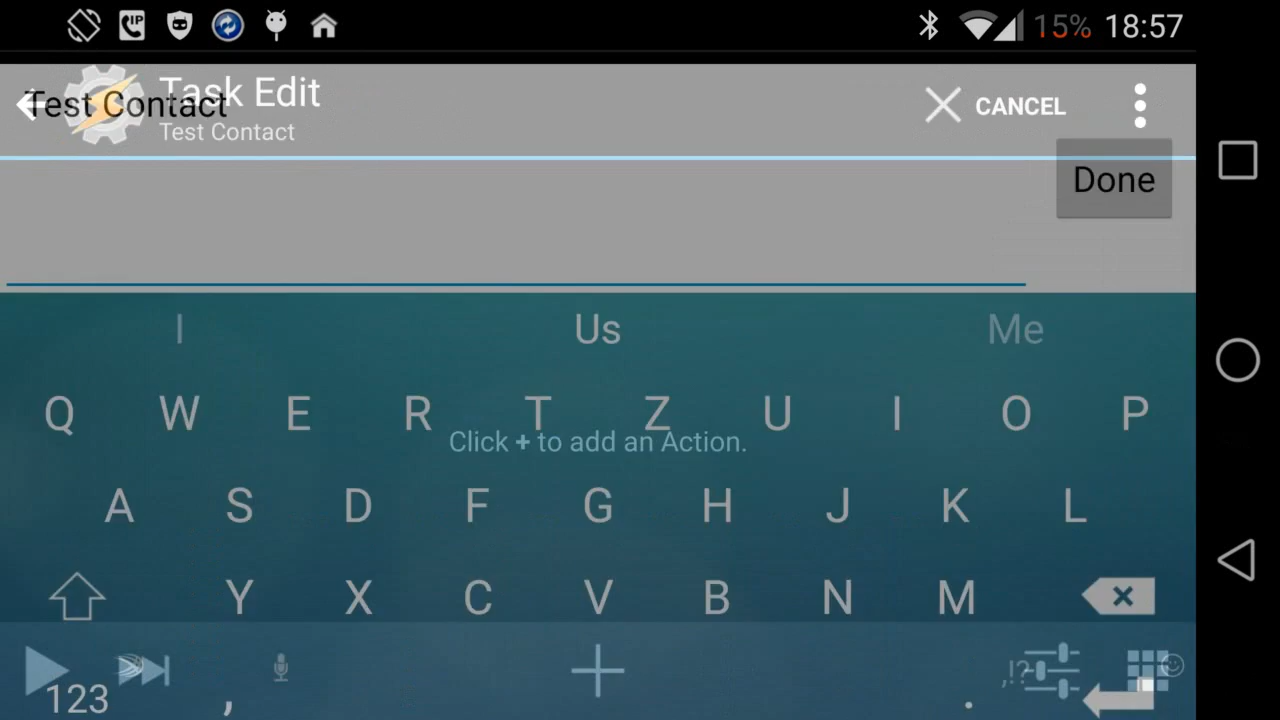 15% 18:57
Task Edit
Test Contact
Test Contact
CANCEL
Done
I Us Me
Q W E R T Z U I O P
Click + to add an Action.
A S D F G H J K L
Y X C V B N M
,!?
123 , .